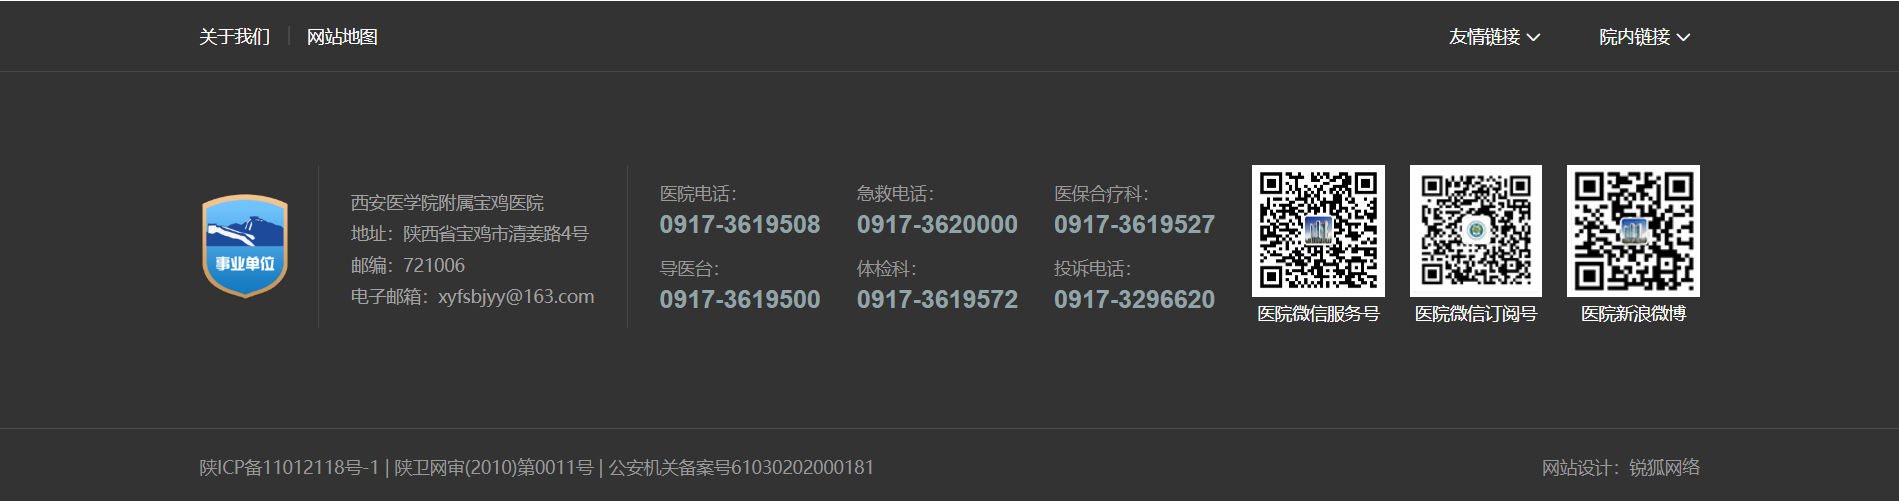 关于我们 | 网站地图
友情链接 院内链接
事业单位
西安医学院附属宝鸡医院
地址：陕西省宝鸡市清姜路4号
邮编：721006
电子邮箱：xyfsbjyy@163.com
医院电话：
0917-3619508
急救电话：
0917-3620000
医保合疗科：
0917-3619527
导医台：
0917-3619500
体检科：
0917-3619572
投诉电话：
0917-3296620
医院微信服务号
医院微信订阅号
医院新浪微博
陕ICP备11012118号-1 | 陕卫网审(2010)第0011号 | 公安机关备案号61030202000181
网站设计：锐狐网络